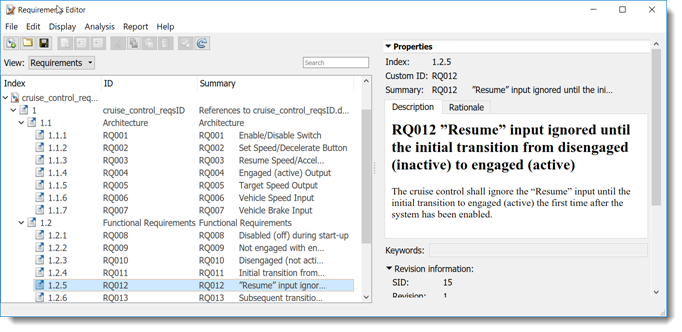 Requirements Editor
File Edit Display Analysis Report Help
View: Requirements Search
Index ID Summary
cruise_control_req...
1 cruise_control_reqsID References to cruise_control_reqsID.d...
1.1 Architecture Architecture
1.1.1 RQ001 RQ001 Enable/Disable Switch
1.1.2 RQ002 RQ002 Set Speed/Decelerate Button
1.1.3 RQ003 RQ003 Resume Speed/Accel...
1.1.4 RQ004 RQ004 Engaged (active) Output
1.1.5 RQ005 RQ005 Target Speed Output
1.1.6 RQ006 RQ006 Vehicle Speed Input
1.1.7 RQ007 RQ007 Vehicle Brake Input
1.2 Functional Requirements Functional Requirements
1.2.1 RQ008 RQ008 Disabled (off) during start-up
1.2.2 RQ009 RQ009 Not engaged with en...
1.2.3 RQ010 RQ010 Disengaged (not acti...
1.2.4 RQ011 RQ011 Initial transition from...
1.2.5 RQ012 RQ012 ”Resume” input ignor...
1.2.6 RQ013 RQ013 Subsequent transitio...
Properties
Index: 1.2.5
Custom ID: RQ012
Summary: RQ012 ”Resume” input ignored until the ini...
Description Rationale
RQ012 ”Resume” input ignored until
the initial transition from disengaged
(inactive) to engaged (active)
The cruise control shall ignore the “Resume” input until the
initial transition to engaged (active) the first time after the
system has been enabled.
Keywords:
Revision information:
SID: 15
Revision: 1